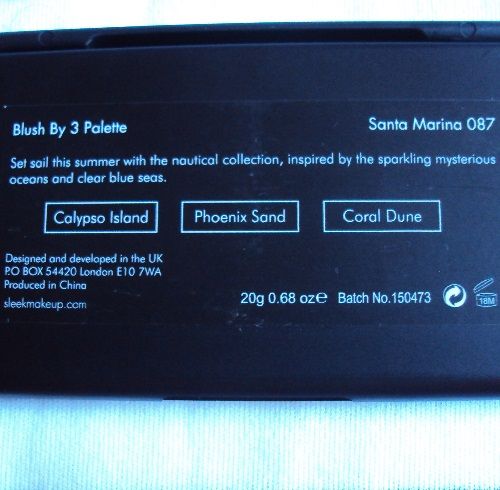 Blush By 3 Palette
Santa Marina 087
Set sail this summer with the nautical collection, inspired by the sparkling mysterious
oceans and clear blue seas.
Calypso Island
Phoenix Sand
Coral Dune
Designed and developed in the UK
P.O BOX 54420 London E10 7WA
Produced in China
sleekmakeup.com
20g 0.68 oz℮ Batch No.150473
18M